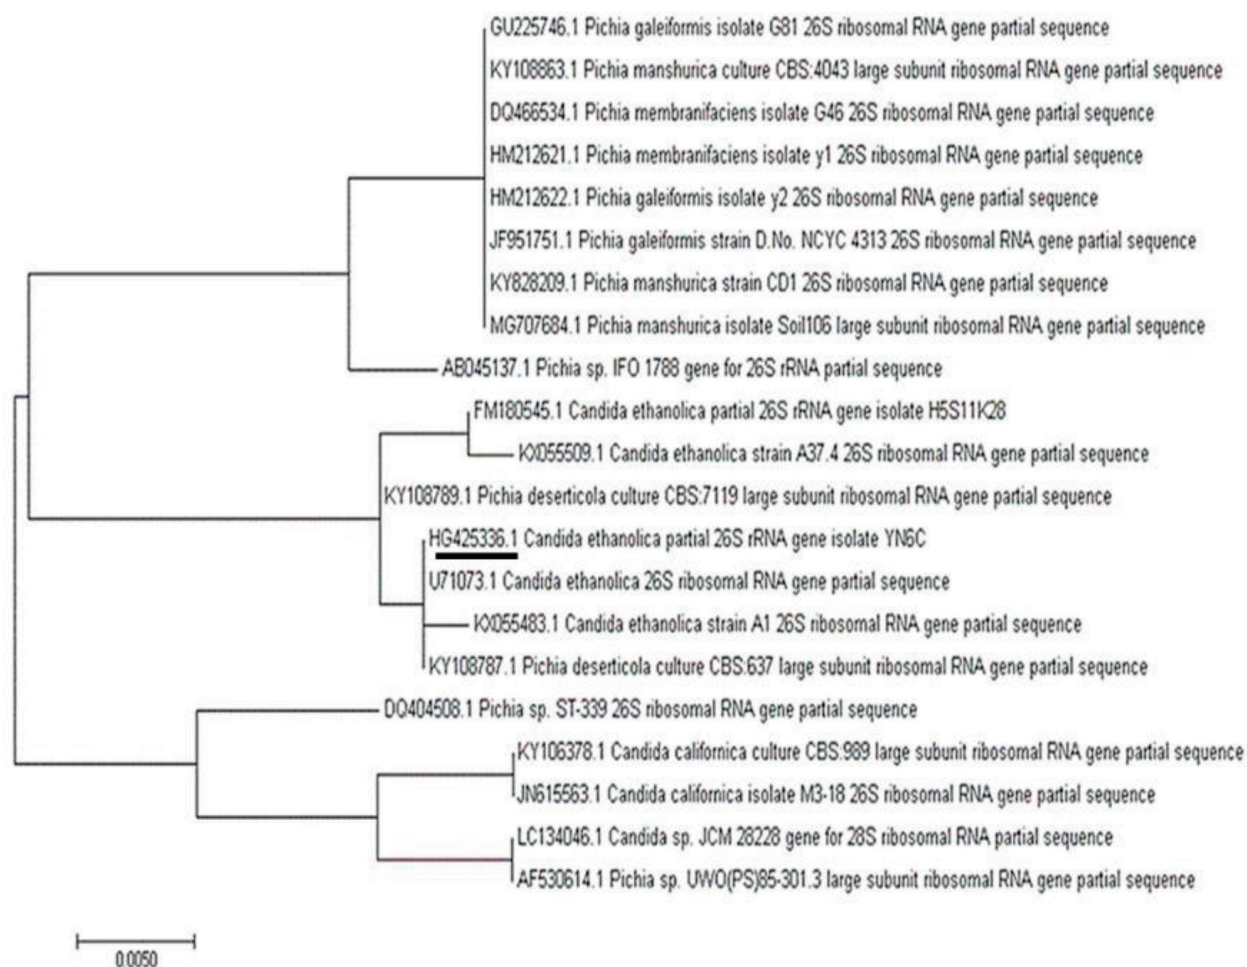 GU225746.1 Pichia galeiformis isolate G81 26S ribosomal RNA gene partial sequence
KY108863.1 Pichia manshurica culture CBS:4043 large subunit ribosomal RNA gene partial sequence
DQ466534.1 Pichia membranifaciens isolate G46 26S ribosomal RNA gene partial sequence
HM212621.1 Pichia membranifaciens isolate y1 26S ribosomal RNA gene partial sequence
HM212622.1 Pichia galeiformis isolate y2 26S ribosomal RNA gene partial sequence
JF951751.1 Pichia galeiformis strain D.No. NCYC 4313 26S ribosomal RNA gene partial sequence
KY828209.1 Pichia manshurica strain CD1 26S ribosomal RNA gene partial sequence
MG707684.1 Pichia manshurica isolate Soil106 large subunit ribosomal RNA gene partial sequence
AB045137.1 Pichia sp. IFO 1788 gene for 26S rRNA partial sequence
FM180545.1 Candida ethanolica partial 26S rRNA gene isolate H5S11K28
KX055509.1 Candida ethanolica strain A37.4 26S ribosomal RNA gene partial sequence
KY108789.1 Pichia deserticola culture CBS:7119 large subunit ribosomal RNA gene partial sequence
HG425336.1 Candida ethanolica partial 26S rRNA gene isolate YN6C
U71073.1 Candida ethanolica 26S ribosomal RNA gene partial sequence
KX055483.1 Candida ethanolica strain A1 26S ribosomal RNA gene partial sequence
KY108787.1 Pichia deserticola culture CBS:637 large subunit ribosomal RNA gene partial sequence
DQ404508.1 Pichia sp. ST-339 26S ribosomal RNA gene partial sequence
KY106378.1 Candida californica culture CBS:989 large subunit ribosomal RNA gene partial sequence
JN615563.1 Candida californica isolate M3-18 26S ribosomal RNA gene partial sequence
LC134046.1 Candida sp. JCM 28228 gene for 28S ribosomal RNA partial sequence
AF530614.1 Pichia sp. UWO(PS)85-301.3 large subunit ribosomal RNA gene partial sequence
0.0050